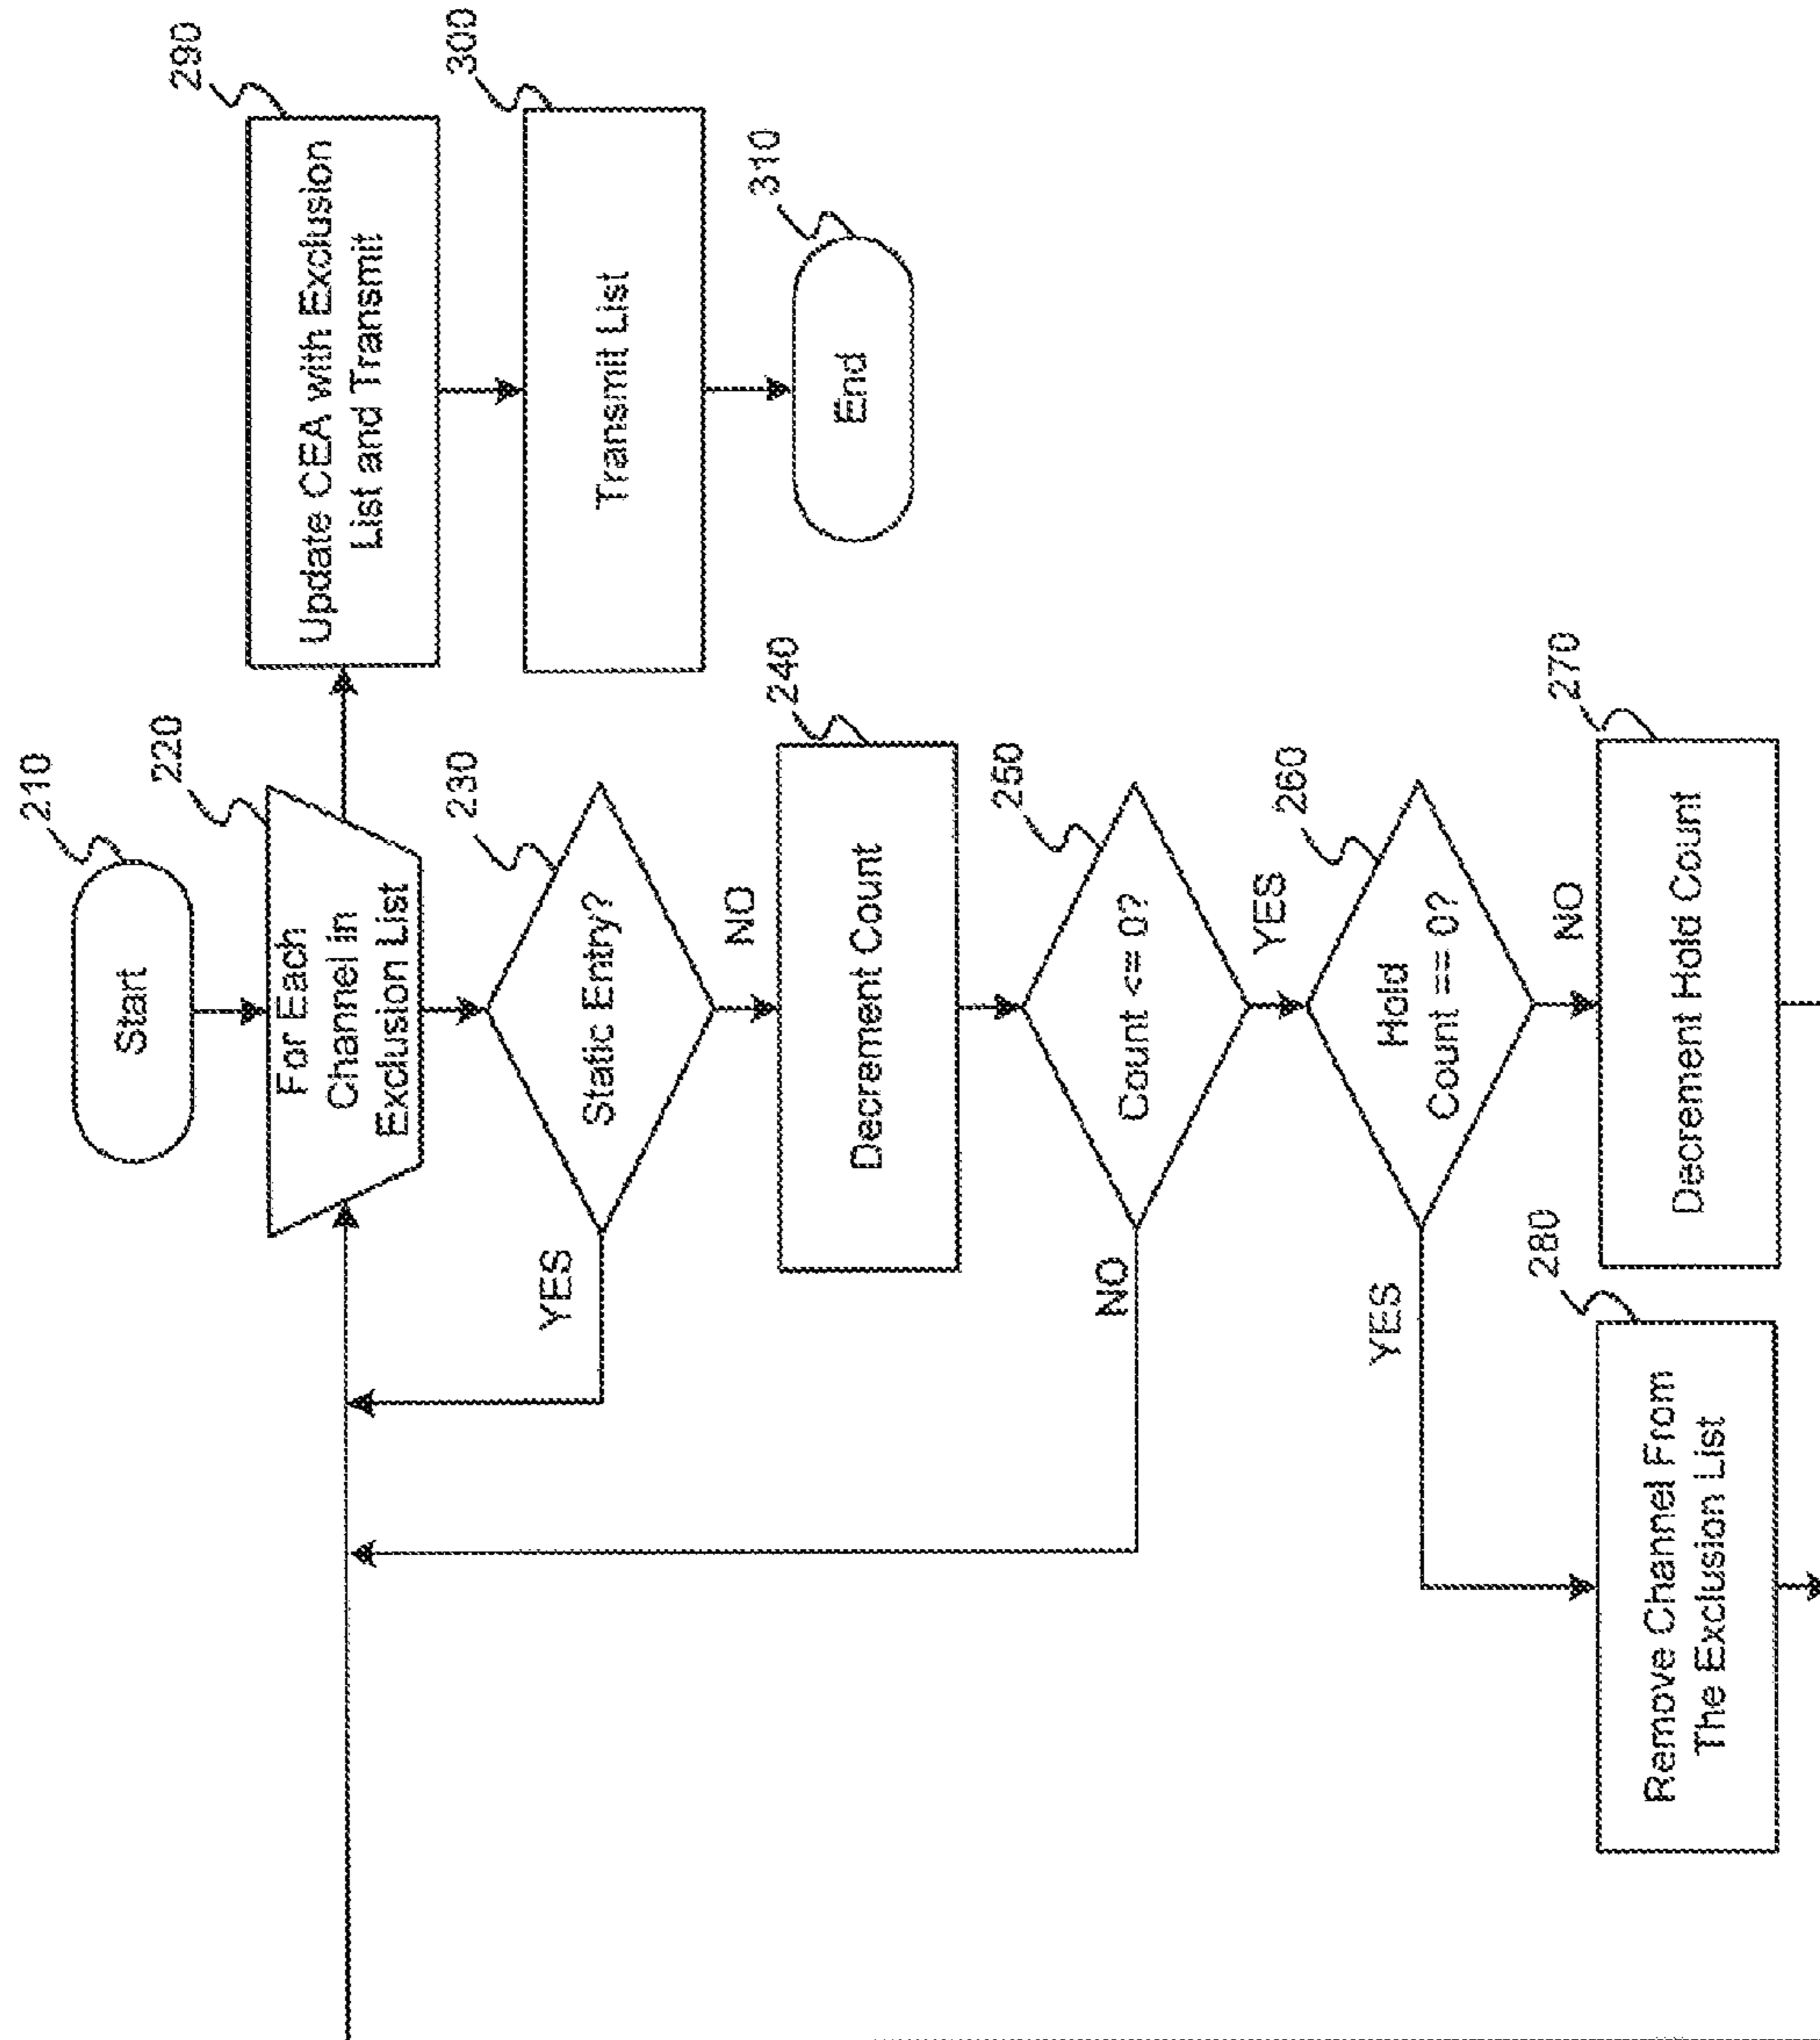 210
Start
220
For Each
Channel in
Exclusion List
290
Update CEA with Exclusion
List and Transmit
230
Static Entry?
YES
NO
300
Transmit List
240
Decrement Count
310
End
250
Count <= 0?
NO
YES
260
Hold
Count == 0?
YES
NO
280
Remove Channel From
The Exclusion List
270
Decrement Hold Count